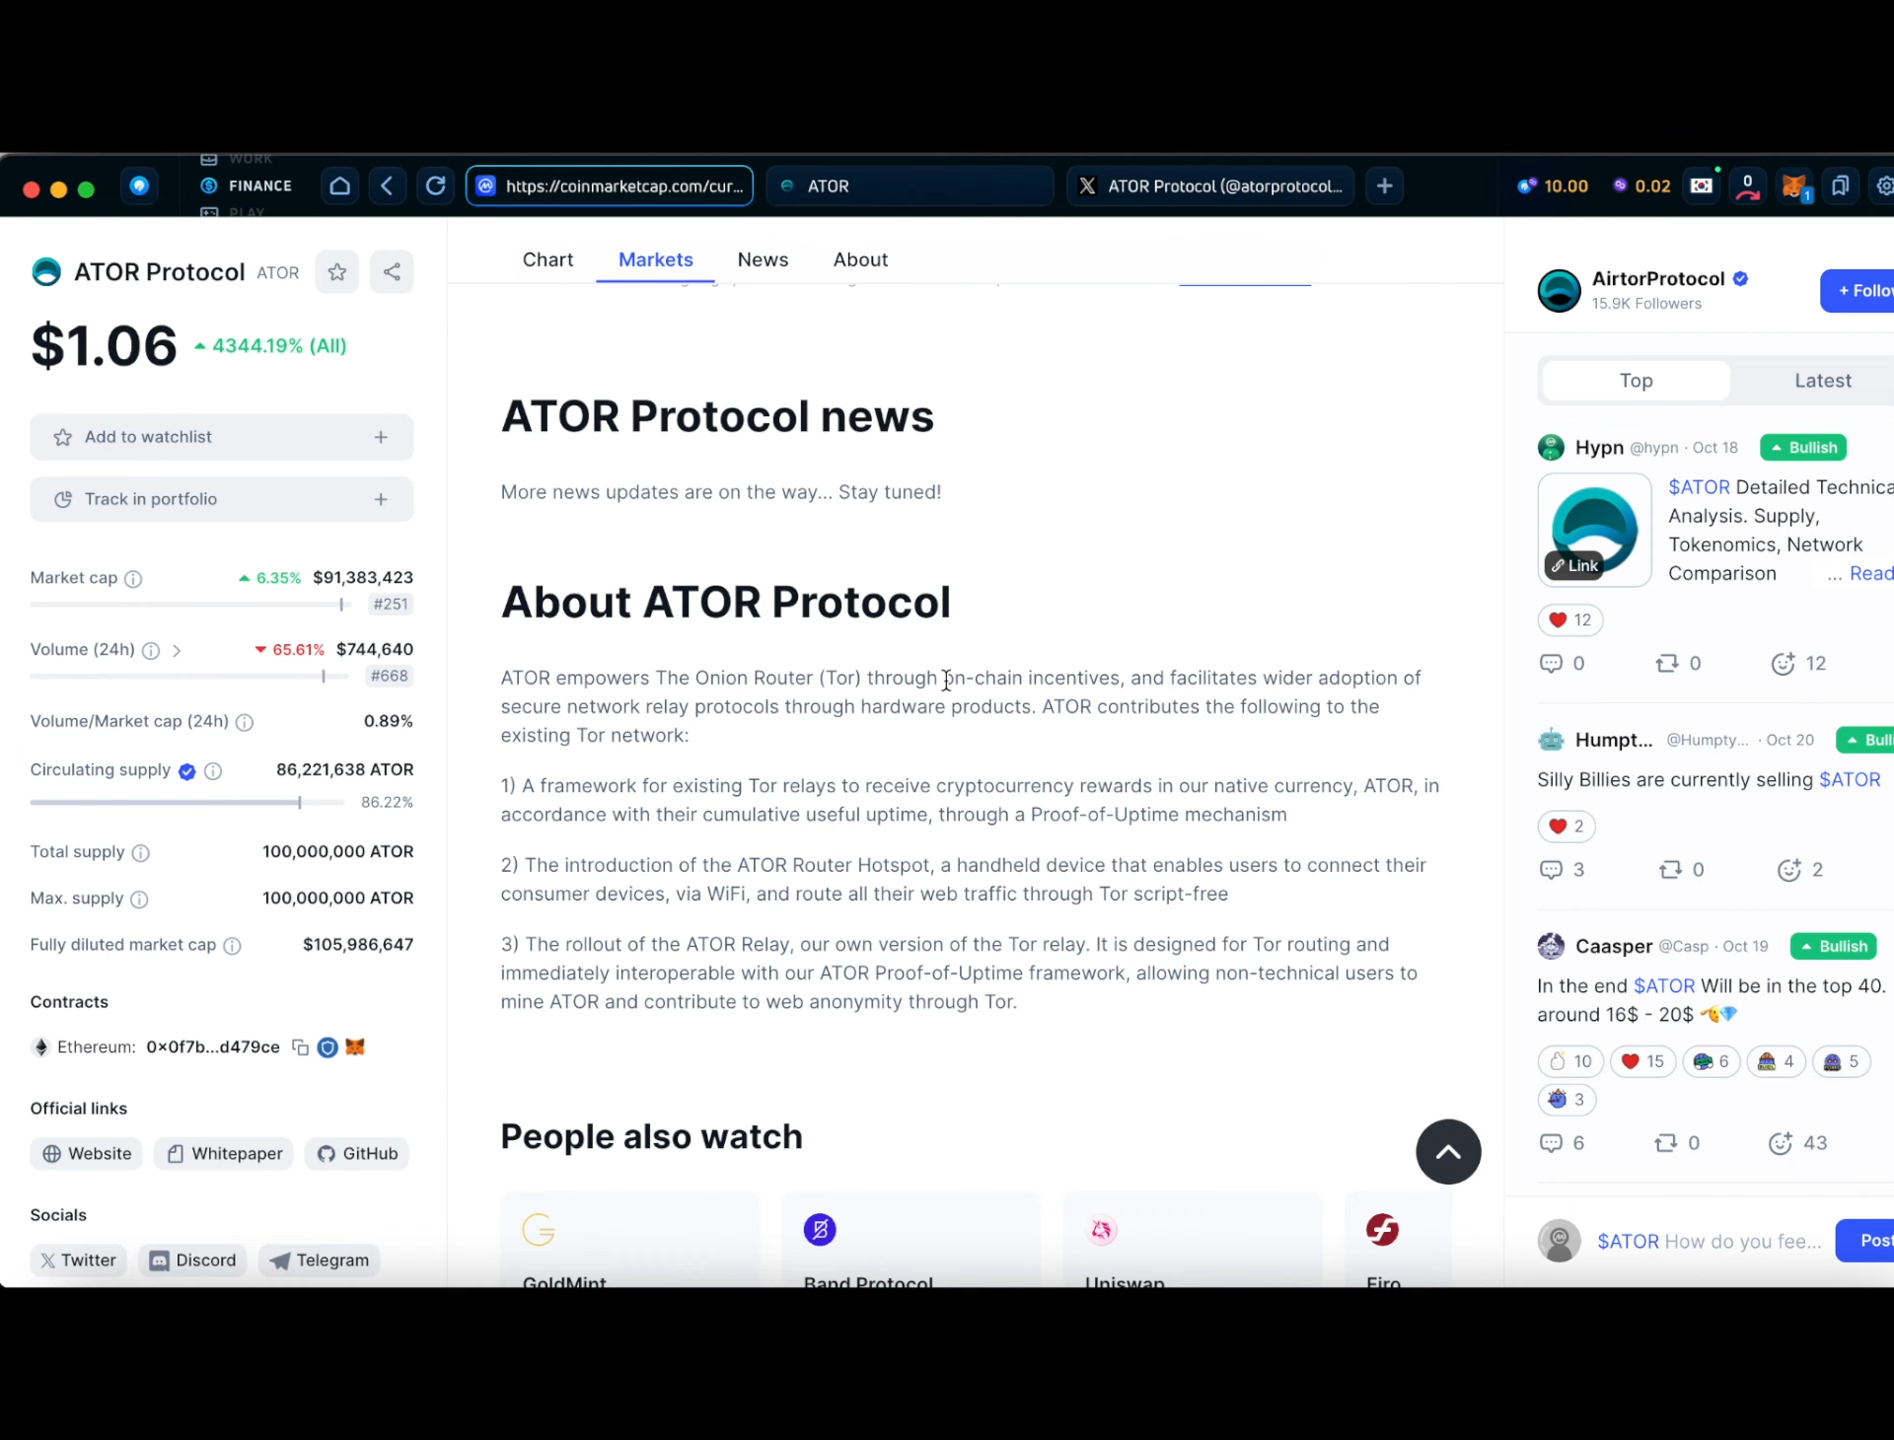 WORK
FINANCE
PLAY
https://coinmarketcap.com/cur...
ATOR
ATOR Protocol (@atorprotocol...
10.00
0.02
0
1
ATOR Protocol ATOR
$1.06 4344.19% (All)
Add to watchlist
Track in portfolio
Market cap 6.35% $91,383,423
#251
Volume (24h) 65.61% $744,640
#668
Volume/Market cap (24h) 0.89%
Circulating supply 86,221,638 ATOR
86.22%
Total supply 100,000,000 ATOR
Max. supply 100,000,000 ATOR
Fully diluted market cap $105,986,647
Contracts
Ethereum: 0x0f7b...d479ce
Official links
Website Whitepaper GitHub
Socials
Twitter Discord Telegram
Chart Markets News About
ATOR Protocol news
More news updates are on the way... Stay tuned!
About ATOR Protocol
ATOR empowers The Onion Router (Tor) through on-chain incentives, and facilitates wider adoption of
secure network relay protocols through hardware products. ATOR contributes the following to the
existing Tor network:
1) A framework for existing Tor relays to receive cryptocurrency rewards in our native currency, ATOR, in
accordance with their cumulative useful uptime, through a Proof-of-Uptime mechanism
2) The introduction of the ATOR Router Hotspot, a handheld device that enables users to connect their
consumer devices, via WiFi, and route all their web traffic through Tor script-free
3) The rollout of the ATOR Relay, our own version of the Tor relay. It is designed for Tor routing and
immediately interoperable with our ATOR Proof-of-Uptime framework, allowing non-technical users to
mine ATOR and contribute to web anonymity through Tor.
People also watch
GoldMint
Band Protocol
Uniswap
Firo
AirtorProtocol
15.9K Followers
+ Follow
Top Latest
Hypn @hypn · Oct 18 Bullish
$ATOR Detailed Technica
Analysis. Supply,
Tokenomics, Network
Comparison ... Read
Link
12
0 0 12
Humpt... @Humpty... · Oct 20 Bulli
Silly Billies are currently selling $ATOR
2
3 0 2
Caasper @Casp · Oct 19 Bullish
In the end $ATOR Will be in the top 40.
around 16$ - 20$
10 15 6 4 5
3
6 0 43
$ATOR How do you fee...
Post